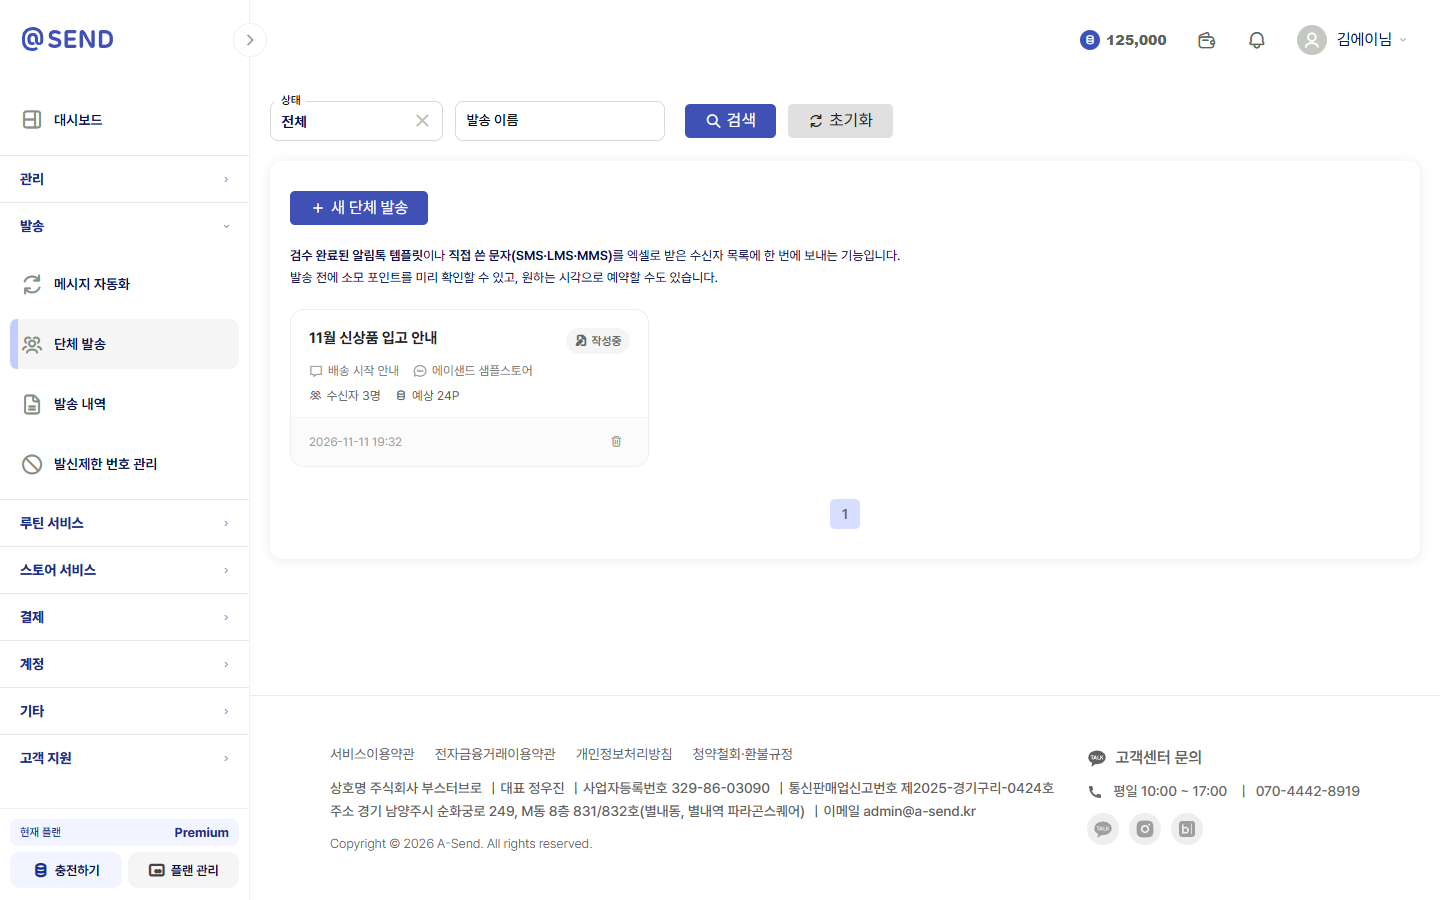 @SEND
125,000
김에이님
대시보드
관리
발송
메시지 자동화
단체 발송
발송 내역
발신제한 번호 관리
루틴 서비스
스토어 서비스
결제
계정
기타
고객 지원
현재 플랜 Premium
충전하기
플랜 관리
상태
전체
발송 이름
검색
초기화
+ 새 단체 발송
검수 완료된 알림톡 템플릿이나 직접 쓴 문자(SMS·LMS·MMS)를 엑셀로 받은 수신자 목록에 한 번에 보내는 기능입니다.
발송 전에 소모 포인트를 미리 확인할 수 있고, 원하는 시각으로 예약할 수도 있습니다.
11월 신상품 입고 안내
작성중
배송 시작 안내 에이샌드 샘플스토어
수신자 3명 예상 24P
2026-11-11 19:32
1
서비스이용약관 전자금융거래이용약관 개인정보처리방침 청약철회·환불규정
상호명 주식회사 부스터브로 | 대표 정우진 | 사업자등록번호 329-86-03090 | 통신판매업신고번호 제2025-경기구리-0424호
주소 경기 남양주시 순화궁로 249, M동 8층 831/832호(별내동, 별내역 파라곤스퀘어) | 이메일 admin@a-send.kr
Copyright © 2026 A-Send. All rights reserved.
TALK 고객센터 문의
평일 10:00 ~ 17:00 | 070-4442-8919
TALK
b|